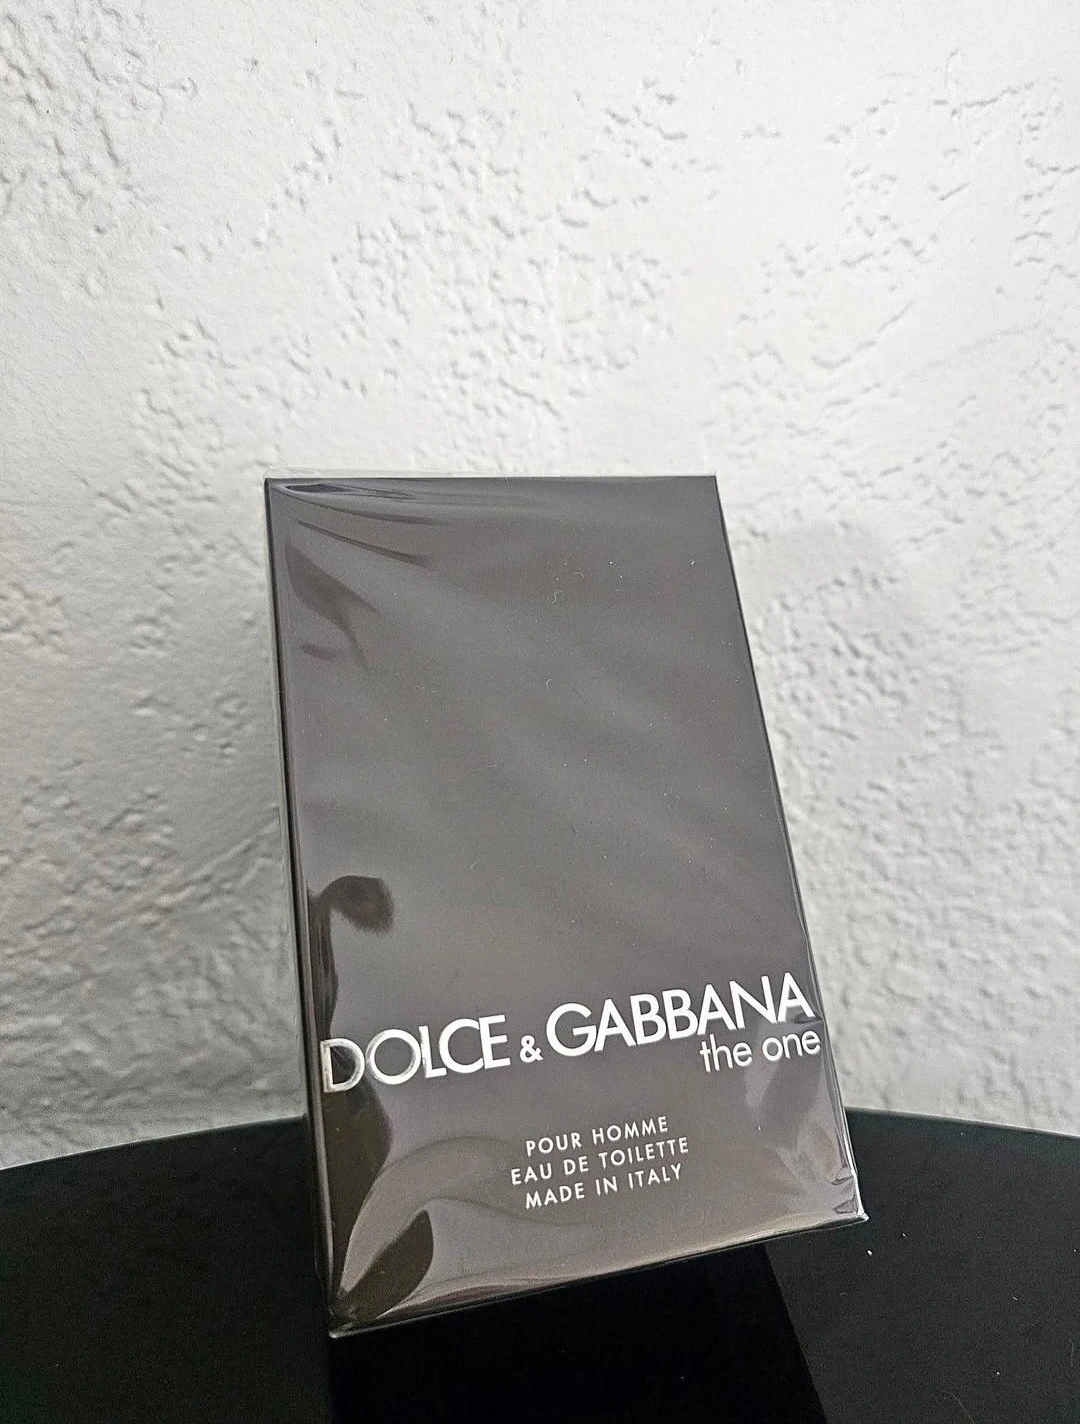 DOLCE & GABBANA
the one
POUR HOMME
EAU DE TOILETTE
MADE IN ITALY